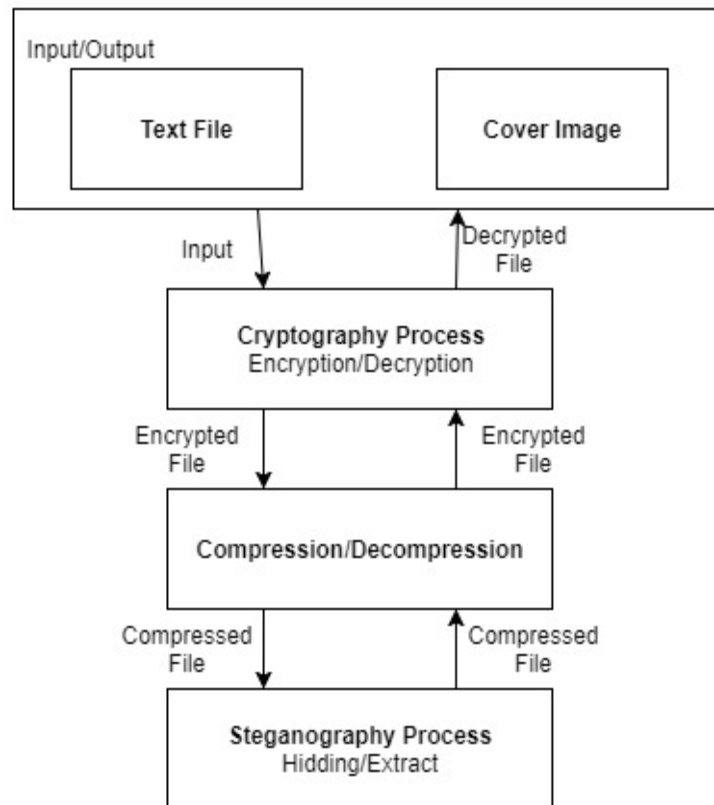 Input/Output
Text File
Cover Image
Input
Decrypted
File
Cryptography Process
Encryption/Decryption
Encrypted
File
Encrypted
File
Compression/Decompression
Compressed
File
Compressed
File
Steganography Process
Hidding/Extract